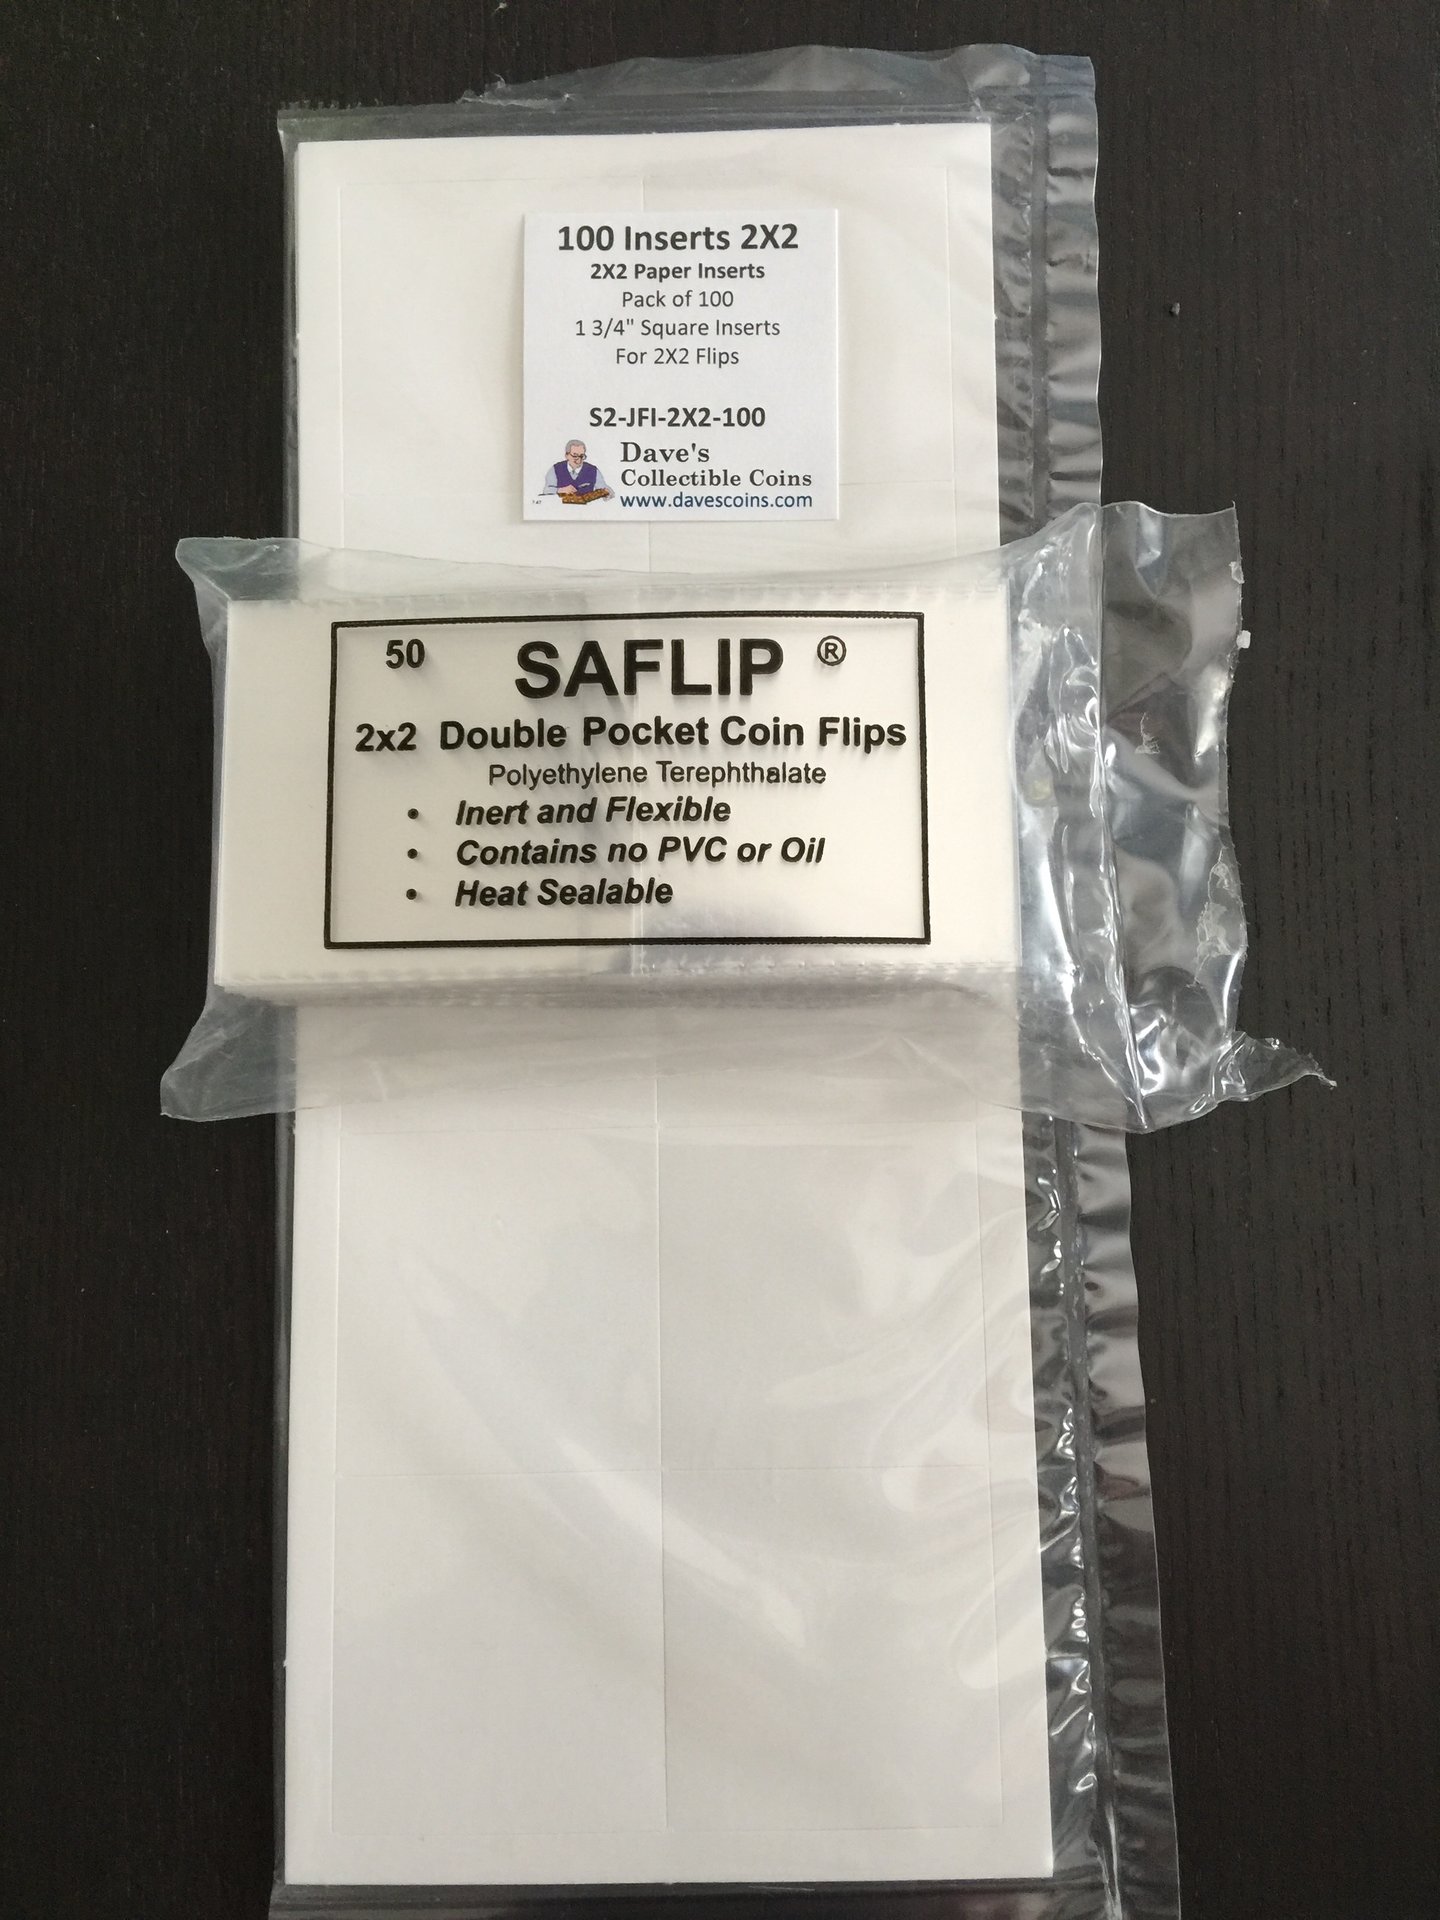 100 Inserts 2X2
2X2 Paper Inserts
Pack of 100
1 3/4" Square Inserts
For 2X2 Flips
S2-JFI-2X2-100
Dave's
Collectible Coins
www.davescoins.com
50 SAFLIP ®
2x2 Double Pocket Coin Flips
Polyethylene Terephthalate
• Inert and Flexible
• Contains no PVC or Oil
• Heat Sealable